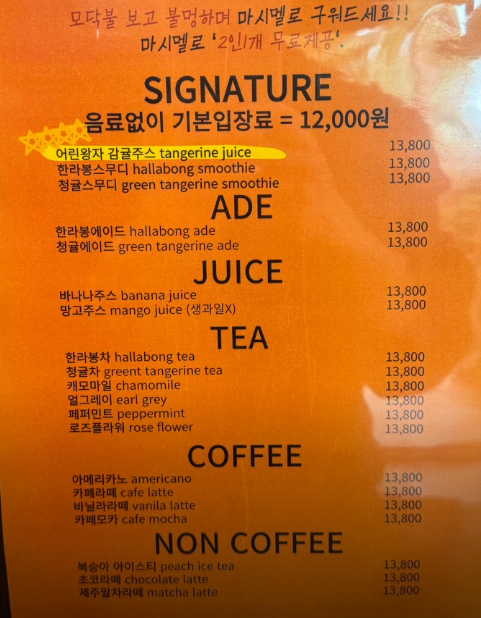 모닥불 보고 불멍하며 마시멜로 구워드세요!!
마시멜로 '2인1개 무료제공'.
SIGNATURE
음료없이 기본입장료 = 12,000원
어린왕자 감귤주스 tangerine juice 13,800
한라봉스무디 hallabong smoothie 13,800
청귤스무디 green tangerine smoothie 13,800
ADE
한라봉에이드 hallabong ade 13,800
청귤에이드 green tangerine ade 13,800
JUICE
바나나주스 banana juice 13,800
망고주스 mango juice (생과일X) 13,800
TEA
한라봉차 hallabong tea 13,800
청귤차 greent tangerine tea 13,800
캐모마일 chamomile 13,800
얼그레이 earl grey 13,800
페퍼민트 peppermint 13,800
로즈플라워 rose flower 13,800
COFFEE
아메리카노 americano 13,800
카페라떼 cafe latte 13,800
바닐라라떼 vanila latte 13,800
카페모카 cafe mocha 13,800
NON COFFEE
복숭아 아이스티 peach ice tea 13,800
초코라떼 chocolate latte 13,800
제주말차라떼 matcha latte 13,800